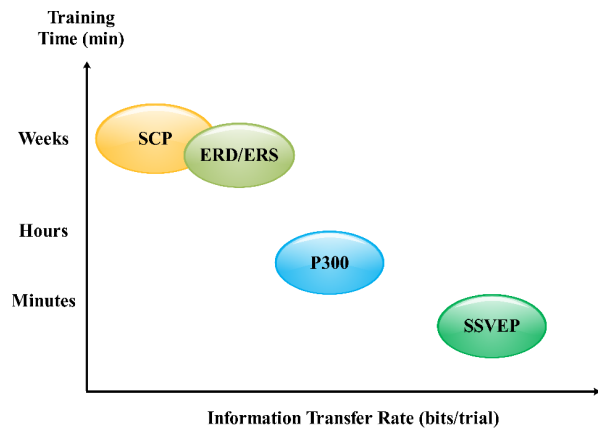 Training
Time (min)
Weeks
SCP
ERD/ERS
Hours
P300
Minutes
SSVEP
Information Transfer Rate (bits/trial)